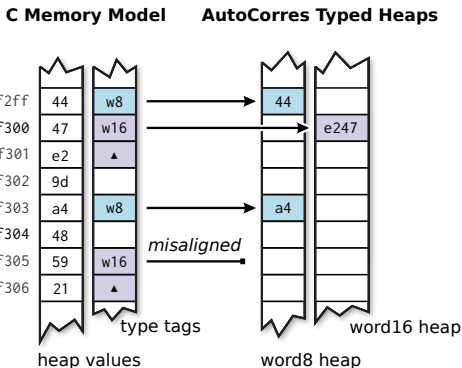 C Memory Model AutoCorres Typed Heaps
f2ff 44 w8 44
f300 47 w16 e247
f301 e2 ▲
f302 9d
f303 a4 w8 a4
f304 48
misaligned
f305 59 w16
f306 21 ▲
type tags word16 heap
heap values word8 heap